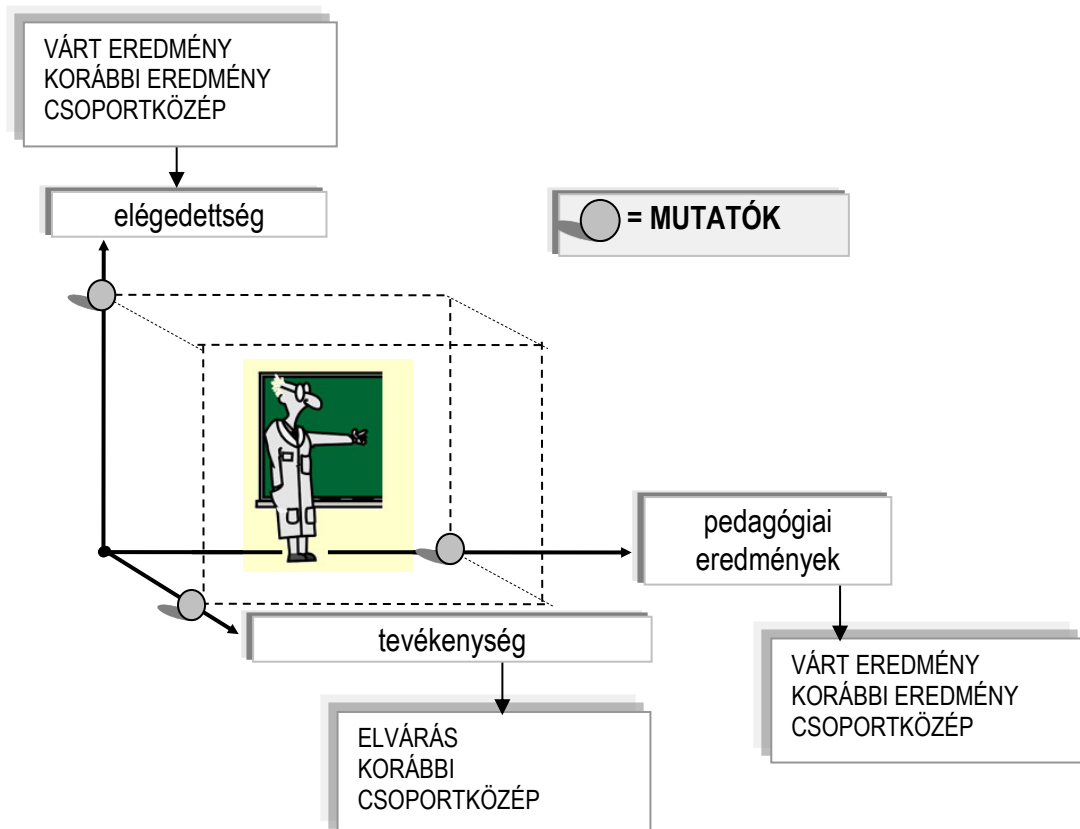 VÁRT EREDMÉNY
KORÁBBI EREDMÉNY
CSOPORTKÖZÉP
elégedettség
= MUTATÓK
pedagógiai
eredmények
tevékenység
VÁRT EREDMÉNY
KORÁBBI EREDMÉNY
CSOPORTKÖZÉP
ELVÁRÁS
KORÁBBI
CSOPORTKÖZÉP